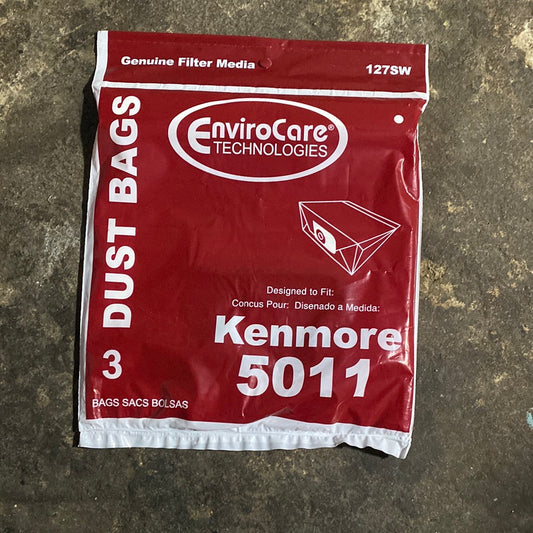 Genuine Filter Media
127SW
EnviroCare®
TECHNOLOGIES
DUST BAGS
Designed to Fit:
Concus Pour: Disenado a Medida:
Kenmore
5011
3
BAGS SACS BOLSAS